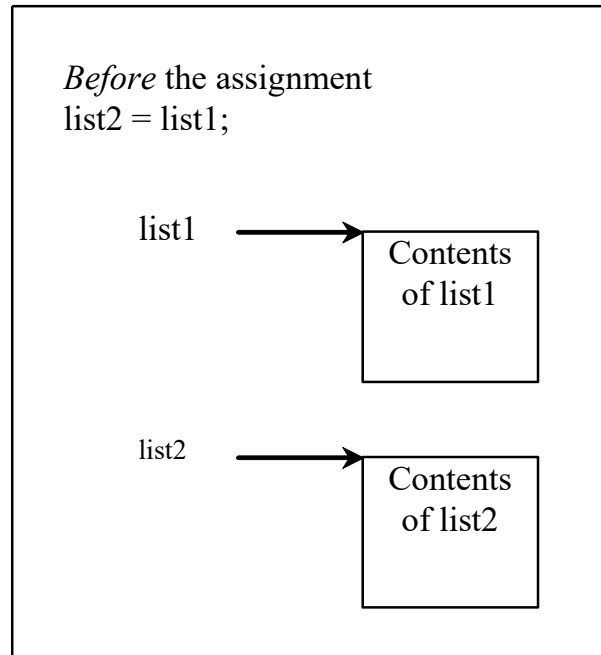 Before the assignment
list2 = list1;
list1
Contents
of list1
list2
Contents
of list2